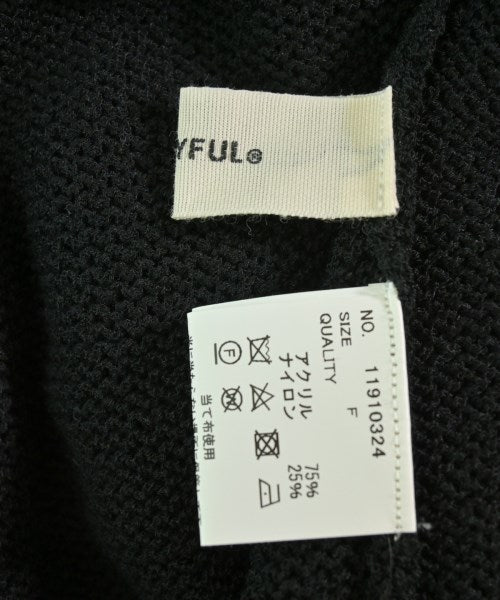 YFUL®
NO. 11910324
SIZE F
QUALITY
アクリル 75%
ナイロン 25%
F
当て布使用